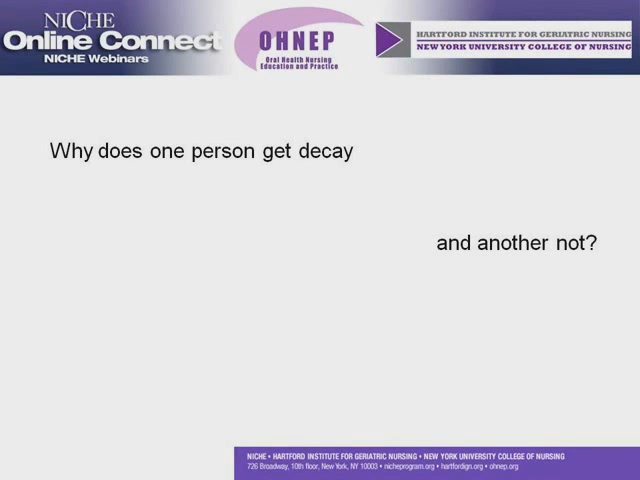 NICHE
Online Connect
NICHE Webinars
OHNEP
Oral Health Nursing
Education and Practice
HARTFORD INSTITUTE FOR GERIATRIC NURSING
NEW YORK UNIVERSITY COLLEGE OF NURSING
Why does one person get decay
and another not?
NICHE • HARTFORD INSTITUTE FOR GERIATRIC NURSING • NEW YORK UNIVERSITY COLLEGE OF NURSING
726 Broadway, 10th floor, New York, NY 10003 • nicheprogram.org • hartfordign.org • ohnep.org